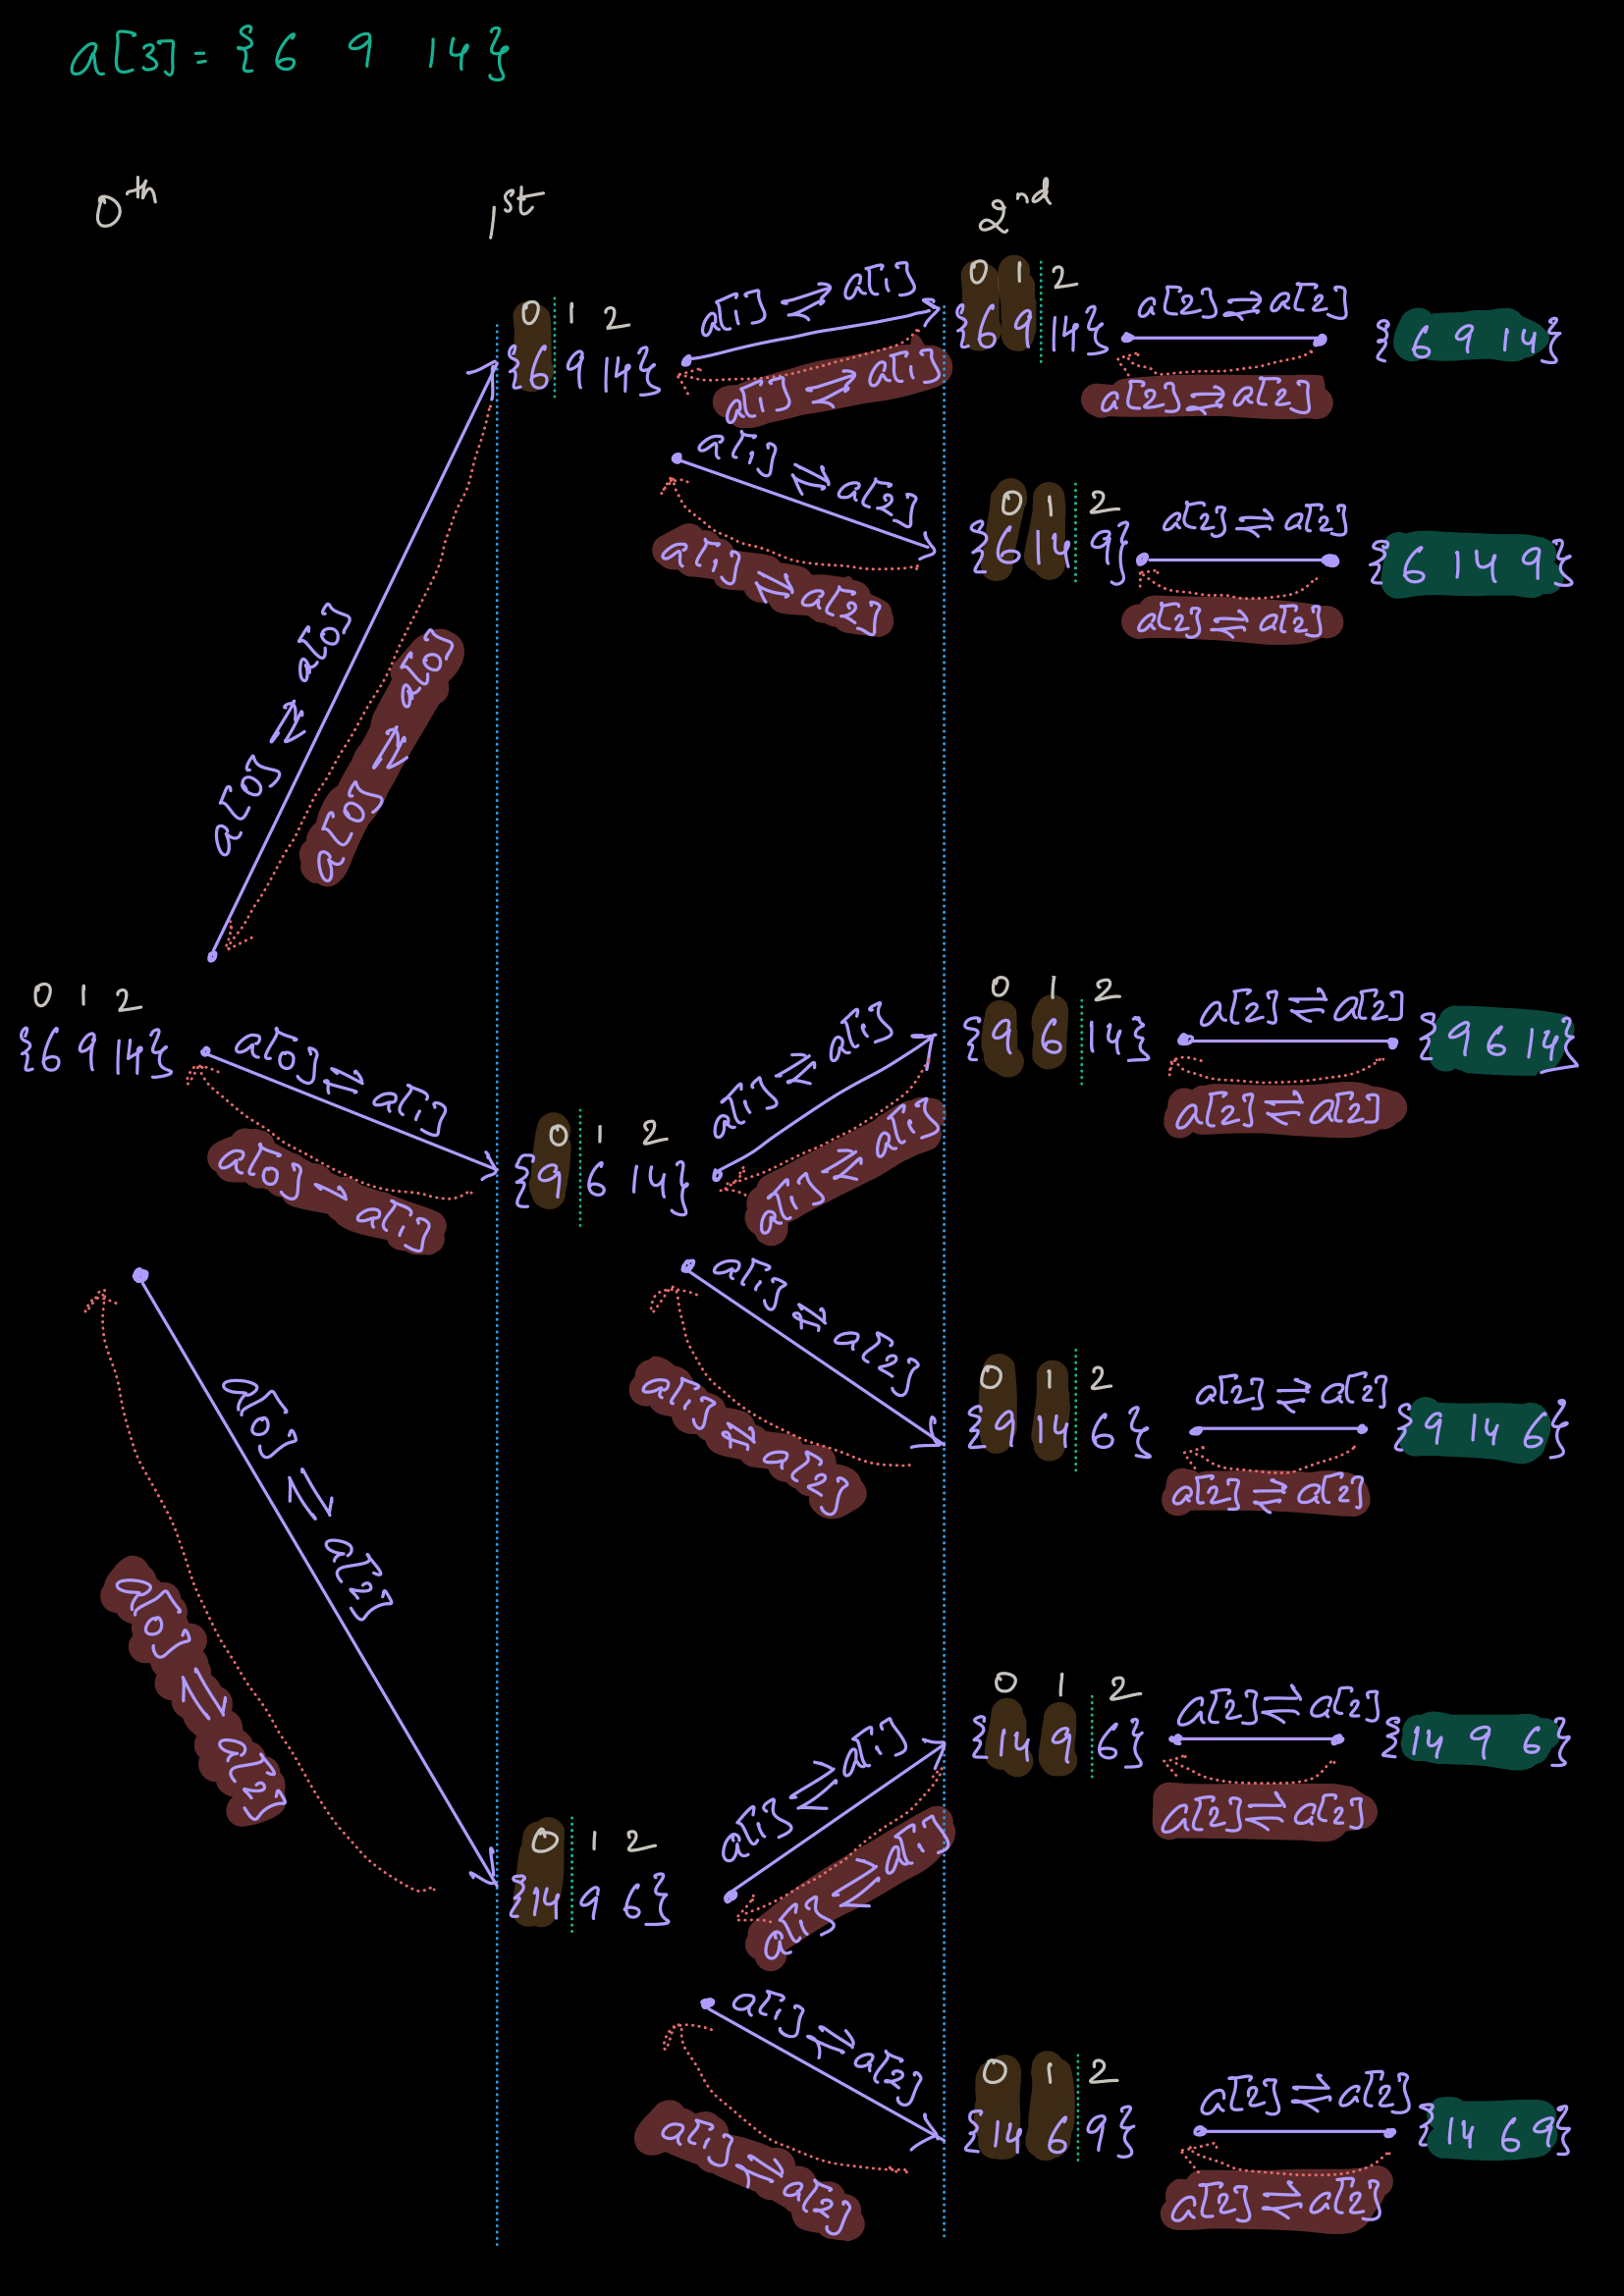 a[3] = {6 9 14}
0th 1st 2nd
0 1 2
{6 9 14}
a[0] ⇌ a[0]
a[0] ⇌ a[0]
a[0] ⇌ a[1]
a[0] ⇀ a[1]
a[0] ⇌ a[2]
a[0] ⇌ a[2]
0 1 2
{6 9 14}
a[1] ⇌ a[1]
a[1] ⇌ a[1]
0 1 2
{6 9 14}
a[2] ⇌ a[2]
a[2] ⇌ a[2]
{6 9 14}
a[1] ⇌ a[2]
a[1] ⇌ a[2]
0 1 2
{6 14 9}
a[2] ⇌ a[2]
a[2] ⇌ a[2]
{6 14 9}
0 1 2
{9 6 14}
a[1] ⇌ a[1]
a[1] ⇌ a[1]
0 1 2
{9 6 14}
a[2] ⇌ a[2]
a[2] ⇌ a[2]
{9 6 14}
a[1] ⇌ a[2]
a[1] ⇌ a[2]
0 1 2
{9 14 6}
a[2] ⇌ a[2]
a[2] ⇌ a[2]
{9 14 6}
0 1 2
{14 9 6}
a[1] ⇌ a[1]
a[1] ⇌ a[1]
0 1 2
{14 9 6}
a[2] ⇌ a[2]
a[2] ⇌ a[2]
{14 9 6}
a[1] ⇌ a[2]
a[1] ⇌ a[2]
0 1 2
{14 6 9}
a[2] ⇌ a[2]
a[2] ⇌ a[2]
{14 6 9}